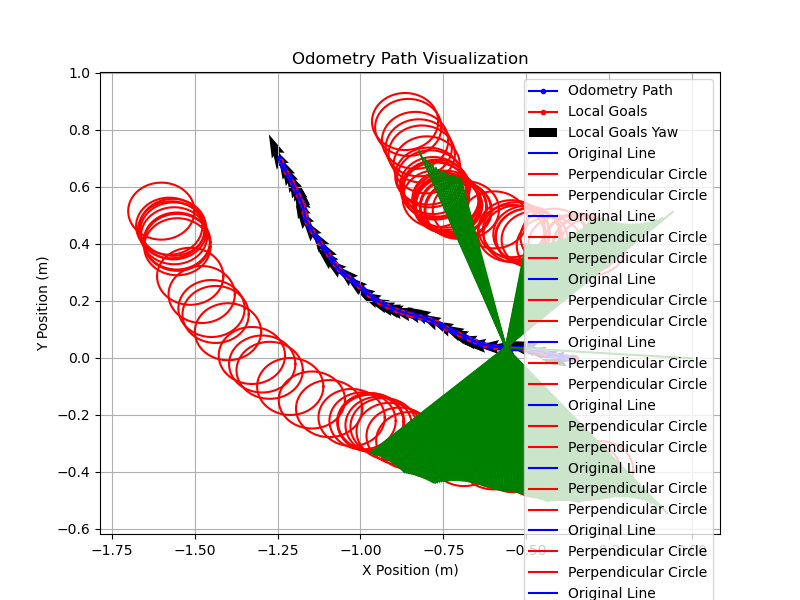 Odometry Path Visualization
1.0
0.8
0.6
0.4
0.2
0.0
−0.2
−0.4
−0.6
Y Position (m)
−1.75
−1.50
−1.25
−1.00
−0.75
−0.50
X Position (m)
Odometry Path
Local Goals
Local Goals Yaw
Original Line
Perpendicular Circle
Perpendicular Circle
Original Line
Perpendicular Circle
Perpendicular Circle
Original Line
Perpendicular Circle
Perpendicular Circle
Original Line
Perpendicular Circle
Perpendicular Circle
Original Line
Perpendicular Circle
Perpendicular Circle
Original Line
Perpendicular Circle
Perpendicular Circle
Original Line
Perpendicular Circle
Perpendicular Circle
Original Line